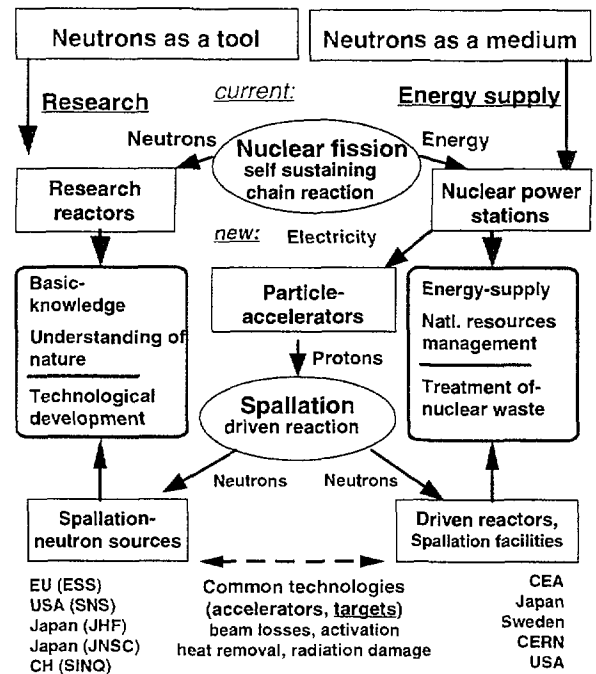 Neutrons as a tool
Neutrons as a medium
Research
current:
Energy supply
Neutrons
Nuclear fission
self sustaining
chain reaction
Energy
Research
reactors
Nuclear power
stations
new:
Electricity
Basic-
knowledge
Understanding of
nature
Technological
development
Particle-
accelerators
Energy-supply
Natl. resources
management
Treatment of-
nuclear waste
Protons
Spallation
driven reaction
Neutrons
Neutrons
Spallation-
neutron sources
Driven reactors,
Spallation facilities
EU (ESS)
USA (SNS)
Japan (JHF)
Japan (JNSC)
CH (SINQ)
Common technologies
(accelerators, targets)
beam losses, activation
heat removal, radiation damage
CEA
Japan
Sweden
CERN
USA